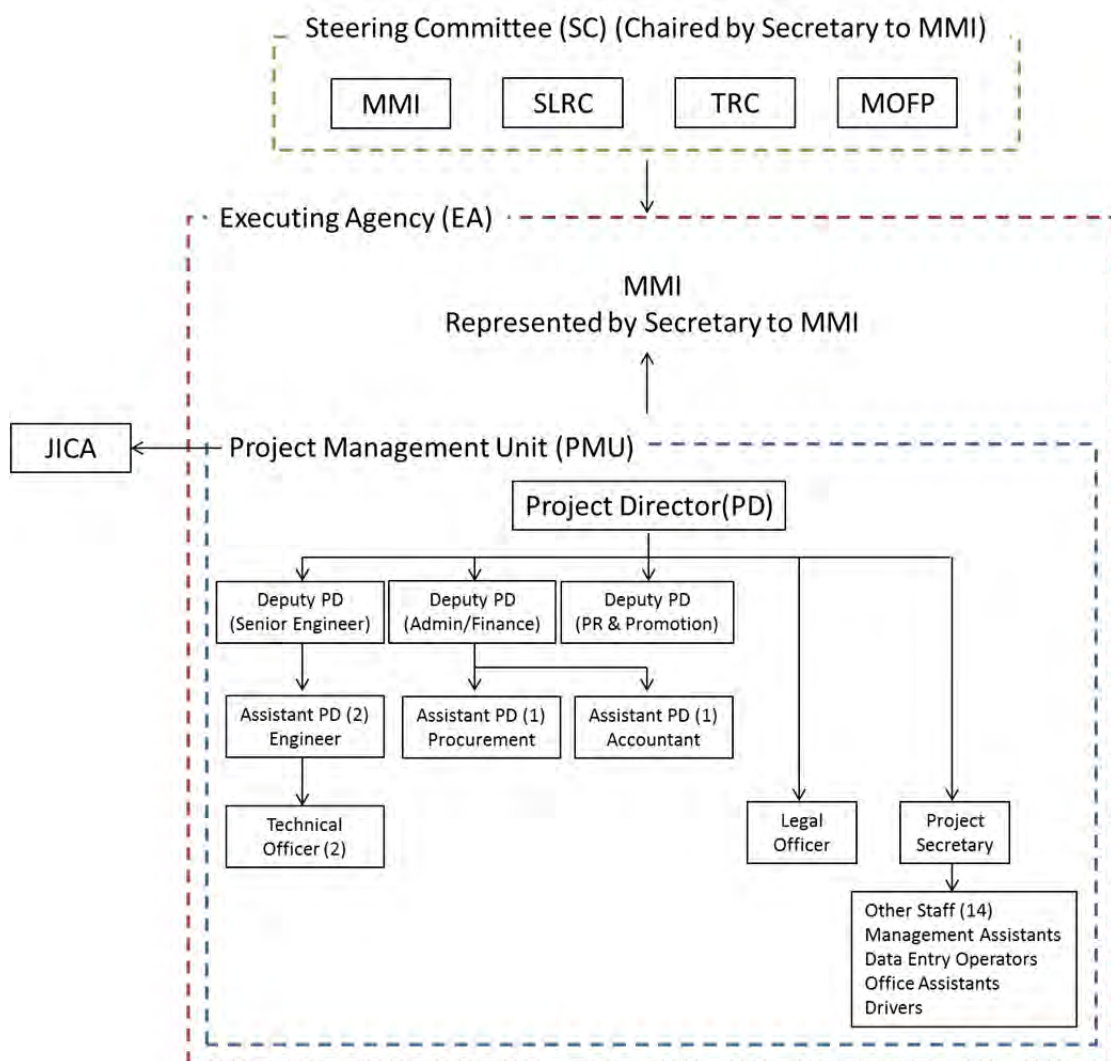 Steering Committee (SC) (Chaired by Secretary to MMI)
MMI
SLRC
TRC
MOFP
Executing Agency (EA)
MMI
Represented by Secretary to MMI
JICA
Project Management Unit (PMU)
Project Director(PD)
Deputy PD
(Senior Engineer)
Deputy PD
(Admin/Finance)
Deputy PD
(PR & Promotion)
Assistant PD (2)
Engineer
Assistant PD (1)
Procurement
Assistant PD (1)
Accountant
Technical
Officer (2)
Legal
Officer
Project
Secretary
Other Staff (14)
Management Assistants
Data Entry Operators
Office Assistants
Drivers